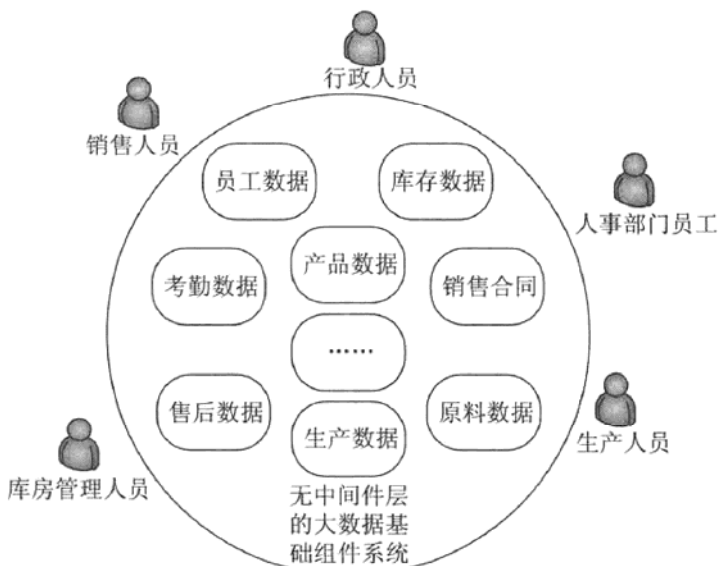 行政人员
销售人员
员工数据
库存数据
人事部门员工
产品数据
考勤数据
销售合同
……
售后数据
原料数据
生产数据
生产人员
库房管理人员
无中间件层
的大数据基
础组件系统